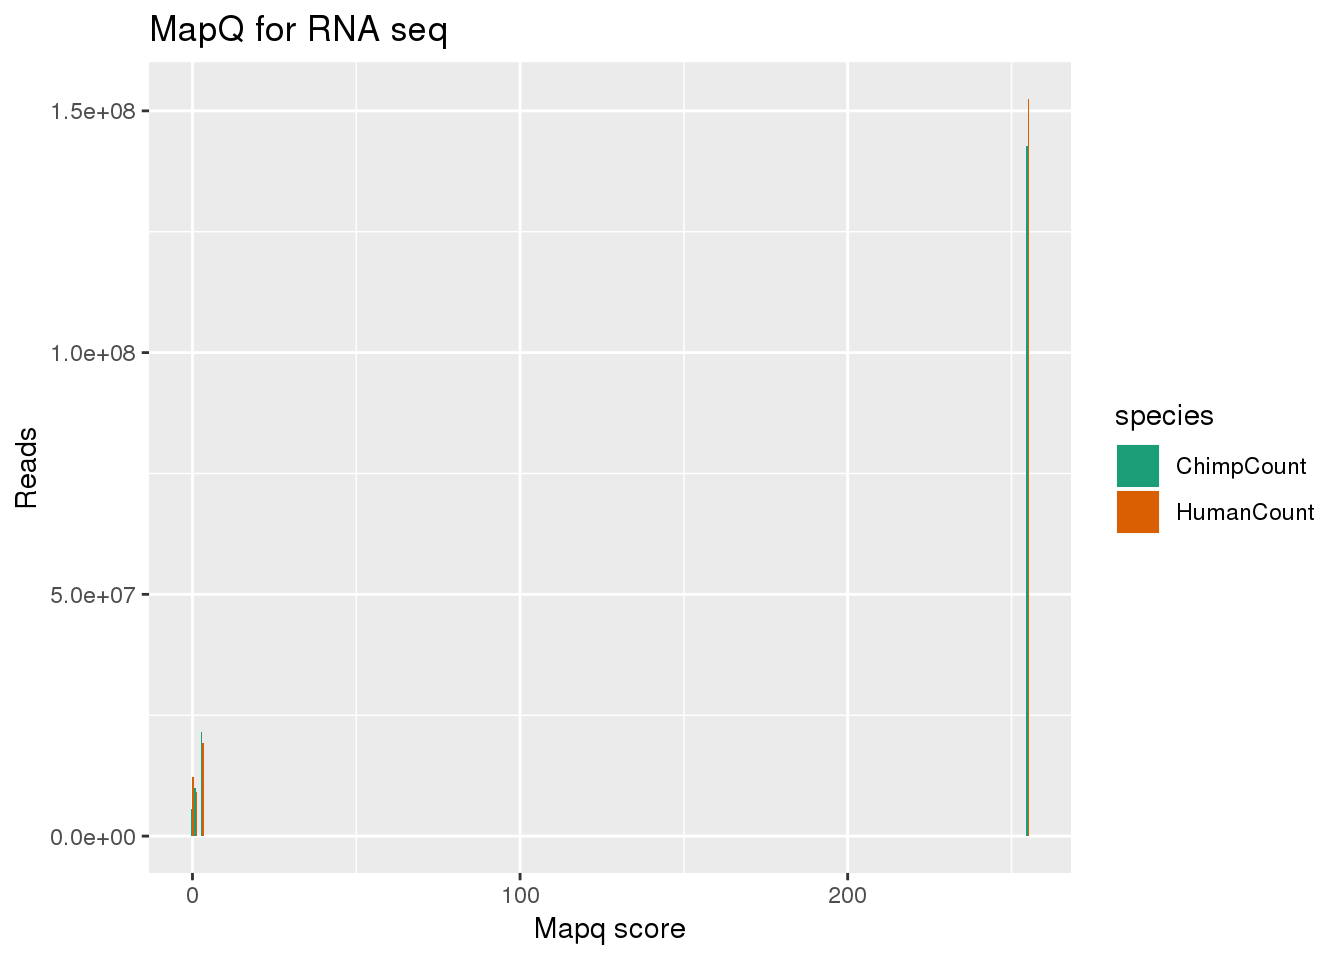 MapQ for RNA seq
1.5e+08
1.0e+08
5.0e+07
0.0e+00
Reads
0
100
200
Mapq score
species
ChimpCount
HumanCount